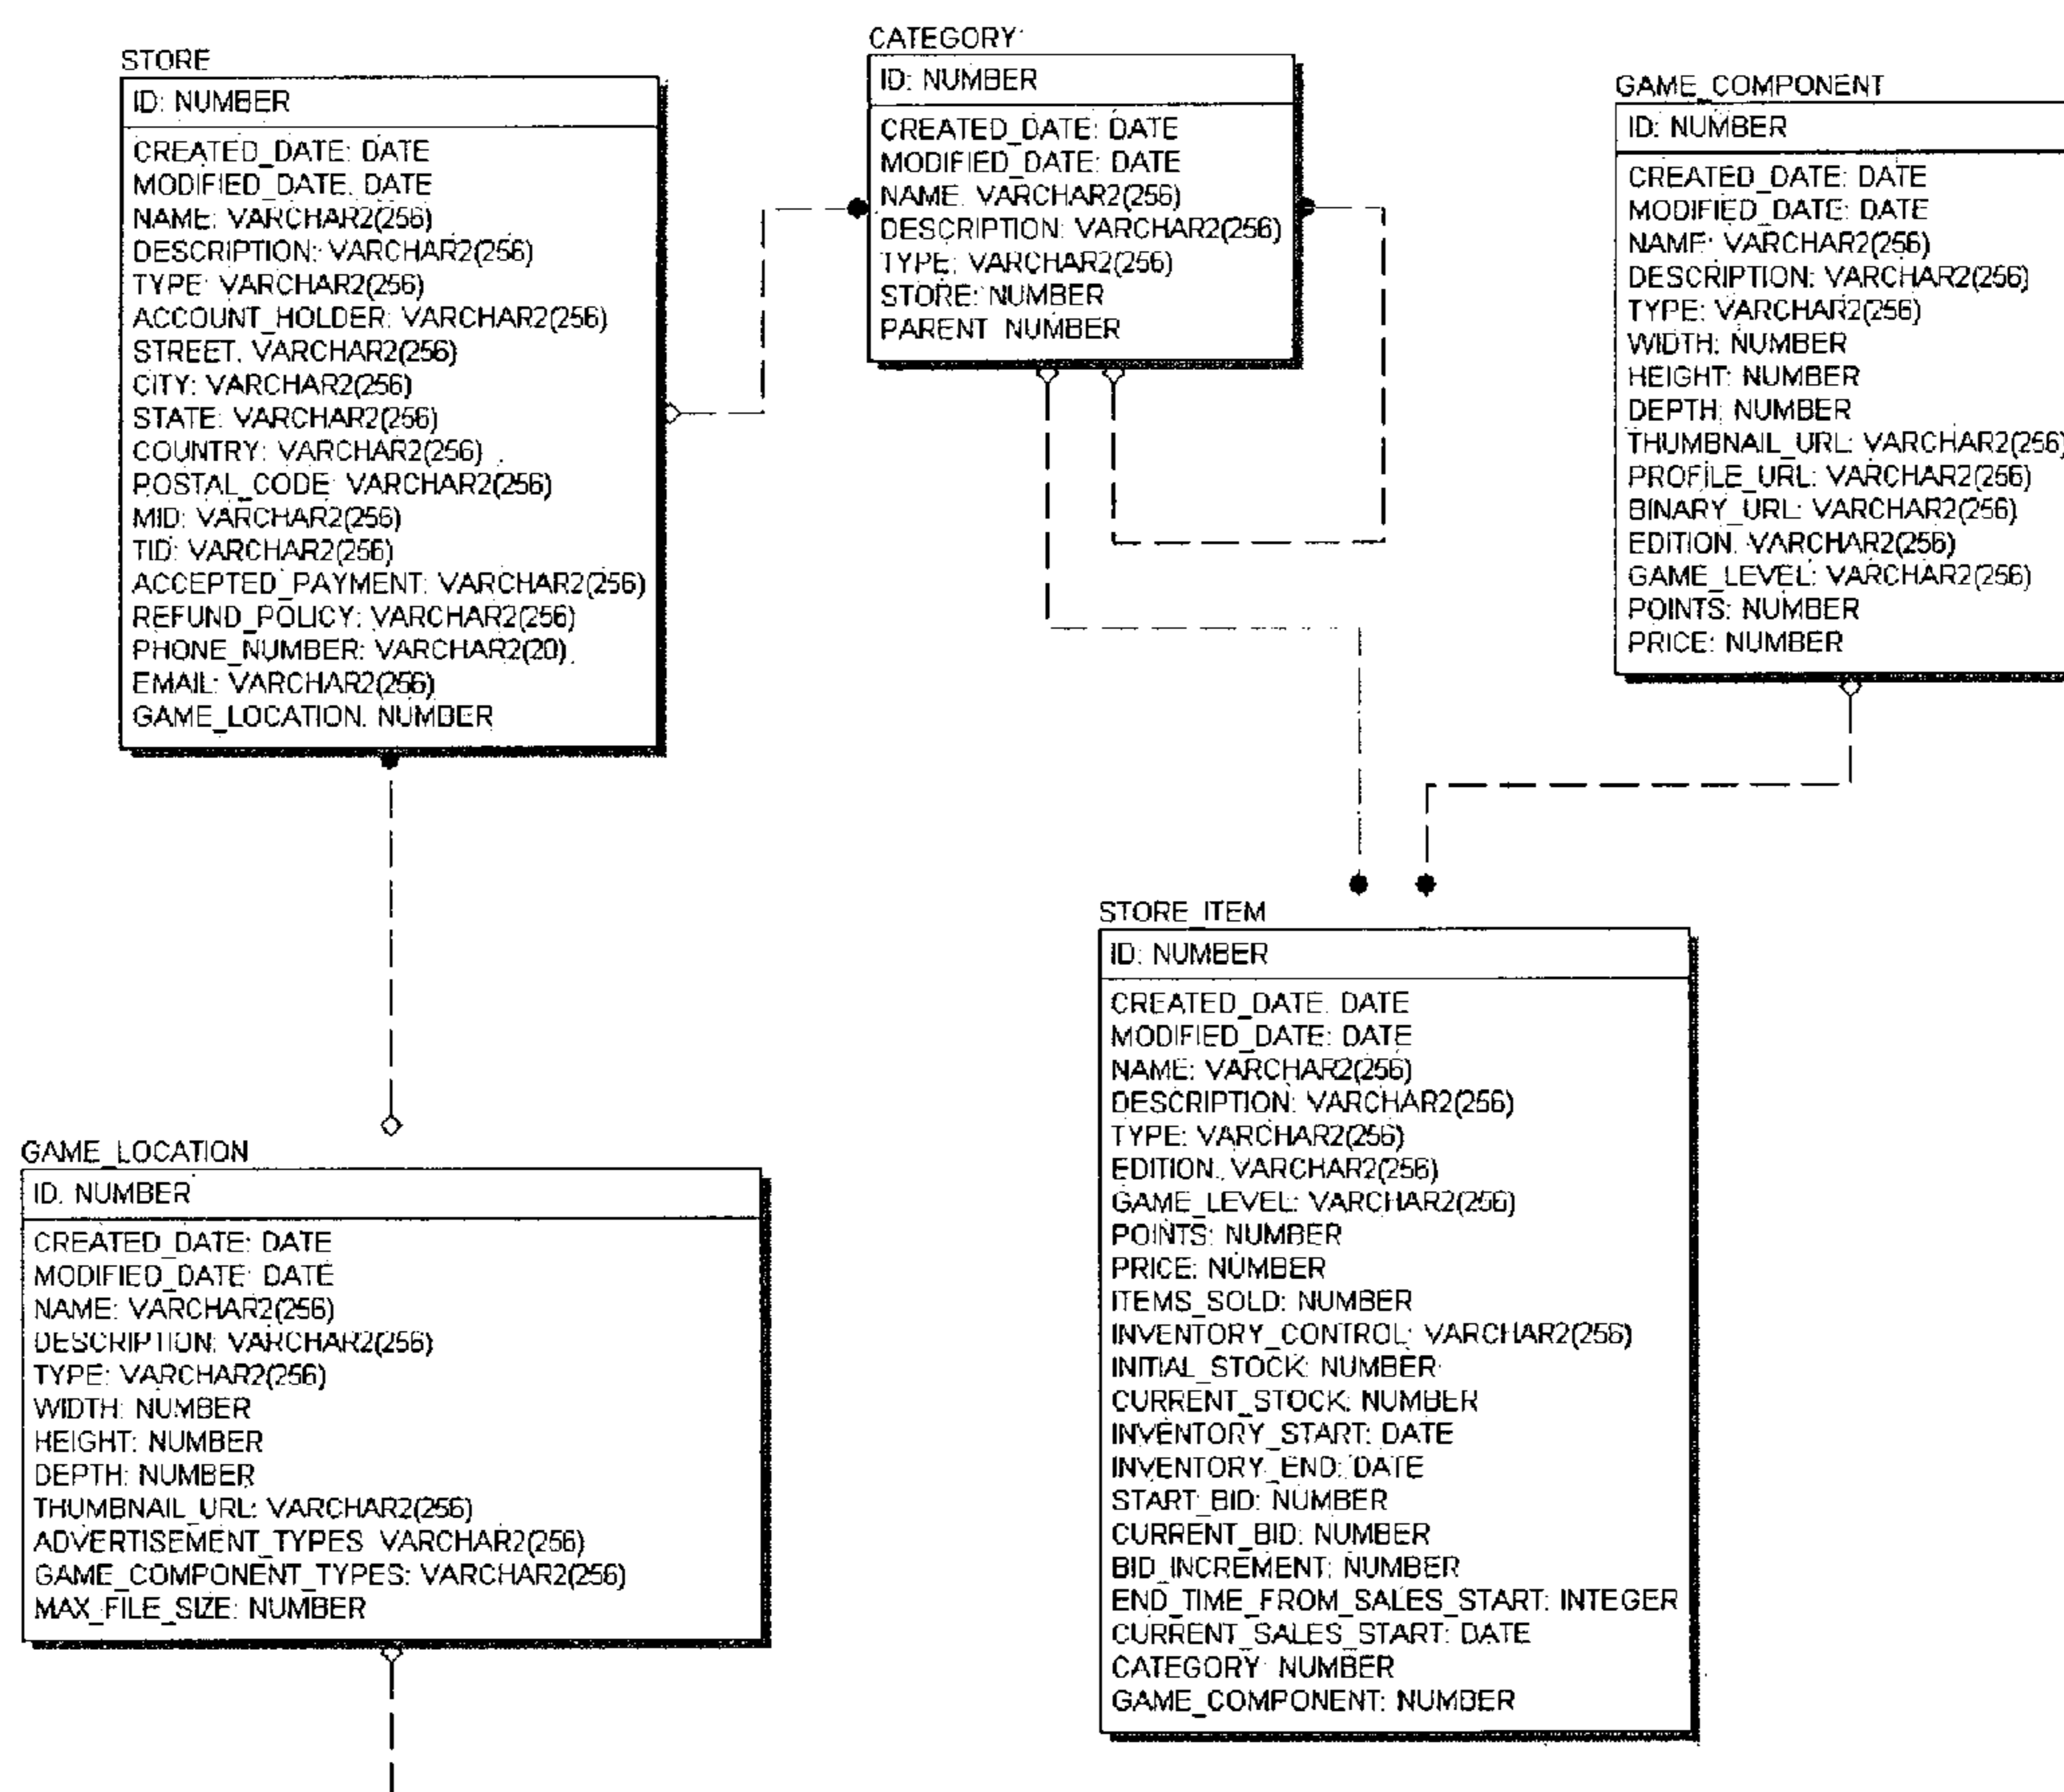 STORE
ID: NUMBER
CREATED_DATE: DATE
MODIFIED_DATE: DATE
NAME: VARCHAR2(256)
DESCRIPTION: VARCHAR2(256)
TYPE: VARCHAR2(256)
ACCOUNT_HOLDER: VARCHAR2(256)
STREET: VARCHAR2(256)
CITY: VARCHAR2(256)
STATE: VARCHAR2(256)
COUNTRY: VARCHAR2(256)
POSTAL_CODE: VARCHAR2(256)
MID: VARCHAR2(256)
TID: VARCHAR2(256)
ACCEPTED_PAYMENT: VARCHAR2(256)
REFUND_POLICY: VARCHAR2(256)
PHONE_NUMBER: VARCHAR2(20)
EMAIL: VARCHAR2(256)
GAME_LOCATION: NUMBER
CATEGORY
ID: NUMBER
CREATED_DATE: DATE
MODIFIED_DATE: DATE
NAME: VARCHAR2(256)
DESCRIPTION: VARCHAR2(256)
TYPE: VARCHAR2(256)
STORE: NUMBER
PARENT NUMBER
GAME_COMPONENT
ID: NUMBER
CREATED_DATE: DATE
MODIFIED_DATE: DATE
NAME: VARCHAR2(256)
DESCRIPTION: VARCHAR2(256)
TYPE: VARCHAR2(256)
WIDTH: NUMBER
HEIGHT: NUMBER
DEPTH: NUMBER
THUMBNAIL_URL: VARCHAR2(256)
PROFILE_URL: VARCHAR2(256)
BINARY_URL: VARCHAR2(256)
EDITION: VARCHAR2(256)
GAME_LEVEL: VARCHAR2(256)
POINTS: NUMBER
PRICE: NUMBER
GAME_LOCATION
ID: NUMBER
CREATED_DATE: DATE
MODIFIED_DATE: DATE
NAME: VARCHAR2(256)
DESCRIPTION: VARCHAR2(256)
TYPE: VARCHAR2(256)
WIDTH: NUMBER
HEIGHT: NUMBER
DEPTH: NUMBER
THUMBNAIL_URL: VARCHAR2(256)
ADVERTISEMENT_TYPES VARCHAR2(256)
GAME_COMPONENT_TYPES: VARCHAR2(256)
MAX_FILE_SIZE: NUMBER
STORE_ITEM
ID: NUMBER
CREATED_DATE: DATE
MODIFIED_DATE: DATE
NAME: VARCHAR2(256)
DESCRIPTION: VARCHAR2(256)
TYPE: VARCHAR2(256)
EDITION: VARCHAR2(256)
GAME_LEVEL: VARCHAR2(256)
POINTS: NUMBER
PRICE: NUMBER
ITEMS_SOLD: NUMBER
INVENTORY_CONTROL: VARCHAR2(256)
INITIAL_STOCK: NUMBER
CURRENT_STOCK: NUMBER
INVENTORY_START: DATE
INVENTORY_END: DATE
START_BID: NUMBER
CURRENT_BID: NUMBER
BID_INCREMENT: NUMBER
END_TIME_FROM_SALES_START: INTEGER
CURRENT_SALES_START: DATE
CATEGORY: NUMBER
GAME_COMPONENT: NUMBER